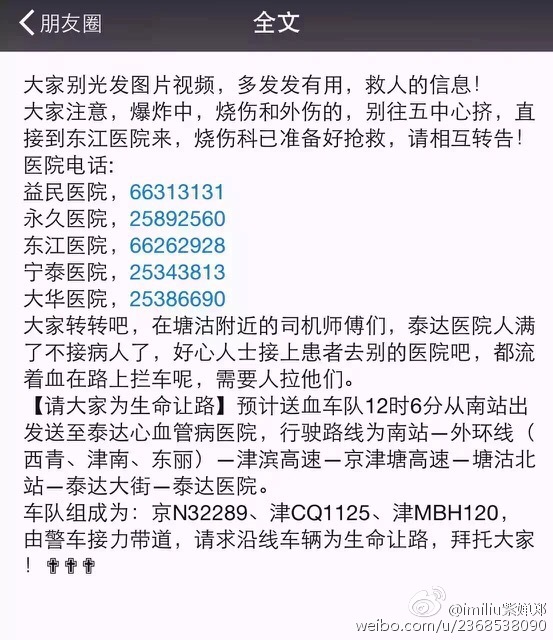 朋友圈
全文
大家别光发图片视频，多发发有用，救人的信息！
大家注意，爆炸中，烧伤和外伤的，别往五中心挤，直
接到东江医院来，烧伤科已准备好抢救，请相互转告！
医院电话:
益民医院，66313131
永久医院，25892560
东江医院，66262928
宁泰医院，25343813
大华医院，25386690
大家转转吧，在塘沽附近的司机师傅们，泰达医院人满
了不接病人了，好心人士接上患者去别的医院吧，都流
着血在路上拦车呢，需要人拉他们。
【请大家为生命让路】预计送血车队12时6分从南站出
发送至泰达心血管病医院，行驶路线为南站—外环线（
西青、津南、东丽）—津滨高速—京津塘高速—塘沽北
站—泰达大街—泰达医院。
车队组成为：京N32289、津CQ1125、津MBH120，
由警车接力带道，请求沿线车辆为生命让路，拜托大家
！✟✟✟
@imiliu紫婵郑
weibo.com/u/2368538090